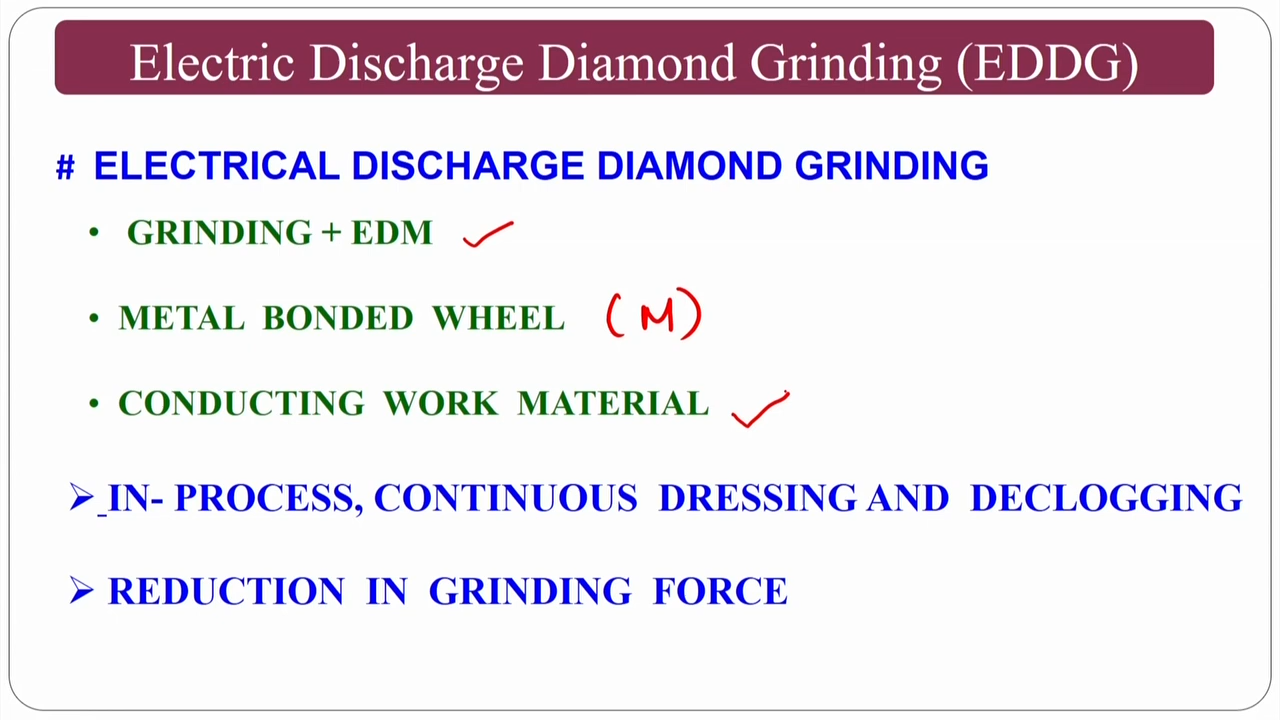 Electric Discharge Diamond Grinding (EDDG)
# ELECTRICAL DISCHARGE DIAMOND GRINDING
• GRINDING + EDM
• METAL BONDED WHEEL (M)
• CONDUCTING WORK MATERIAL
➢ IN- PROCESS, CONTINUOUS DRESSING AND DECLOGGING
➢ REDUCTION IN GRINDING FORCE